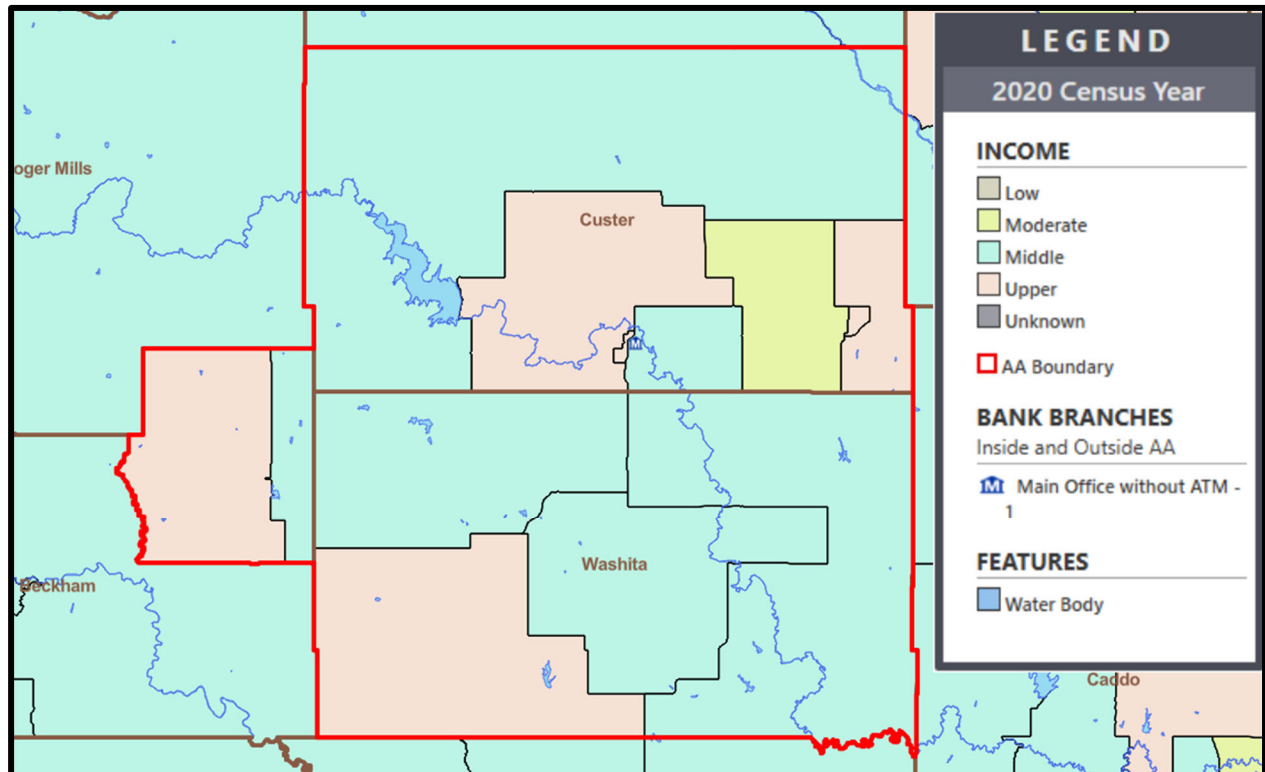 LEGEND
2020 Census Year
INCOME
Low
Moderate
Middle
Upper
Unknown
AA Boundary
BANK BRANCHES
Inside and Outside AA
Main Office without ATM -
1
FEATURES
Water Body
oger Mills
Custer
Washita
Beckham
Caddo